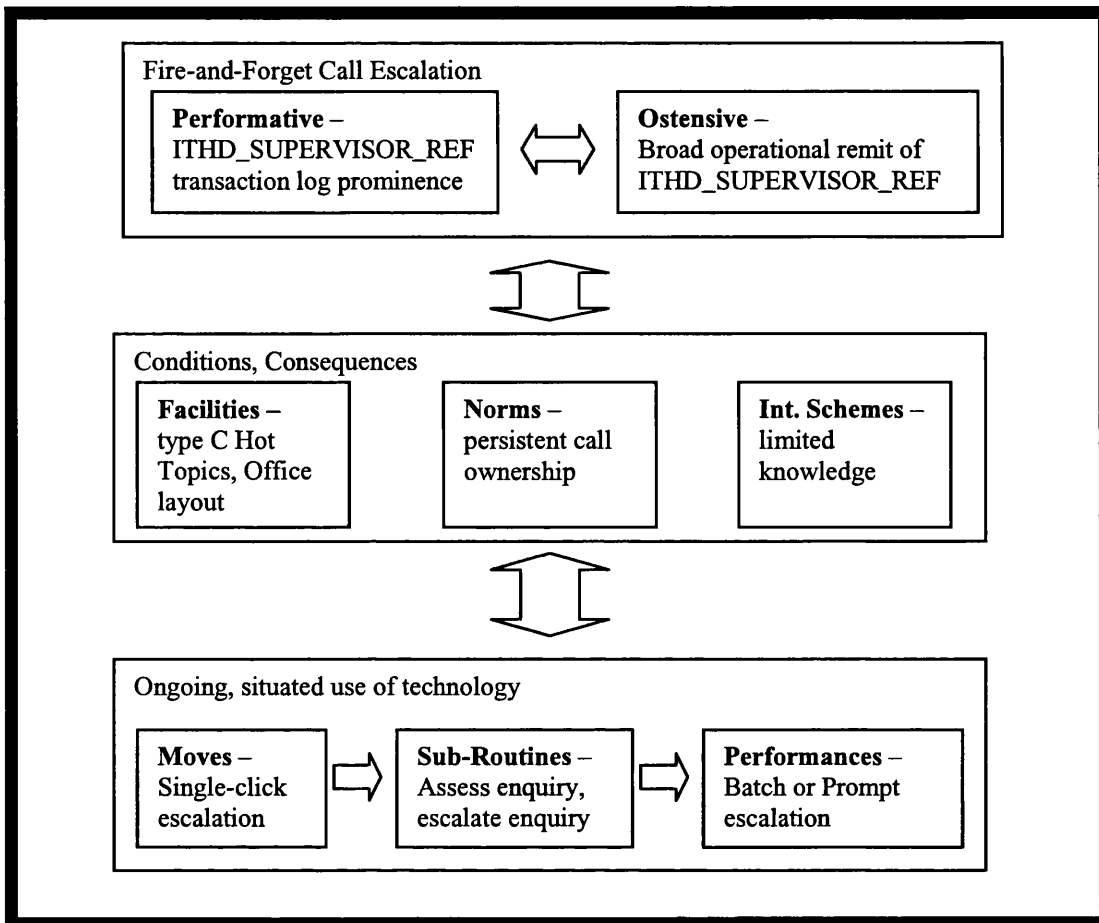 Fire-and-Forget Call Escalation
Performative –
ITHD_SUPERVISOR_REF
transaction log prominence
Ostensive –
Broad operational remit of
ITHD_SUPERVISOR_REF
Conditions, Consequences
Facilities –
type C Hot
Topics, Office
layout
Norms –
persistent call
ownership
Int. Schemes –
limited
knowledge
Ongoing, situated use of technology
Moves –
Single-click
escalation
Sub-Routines –
Assess enquiry,
escalate enquiry
Performances –
Batch or Prompt
escalation